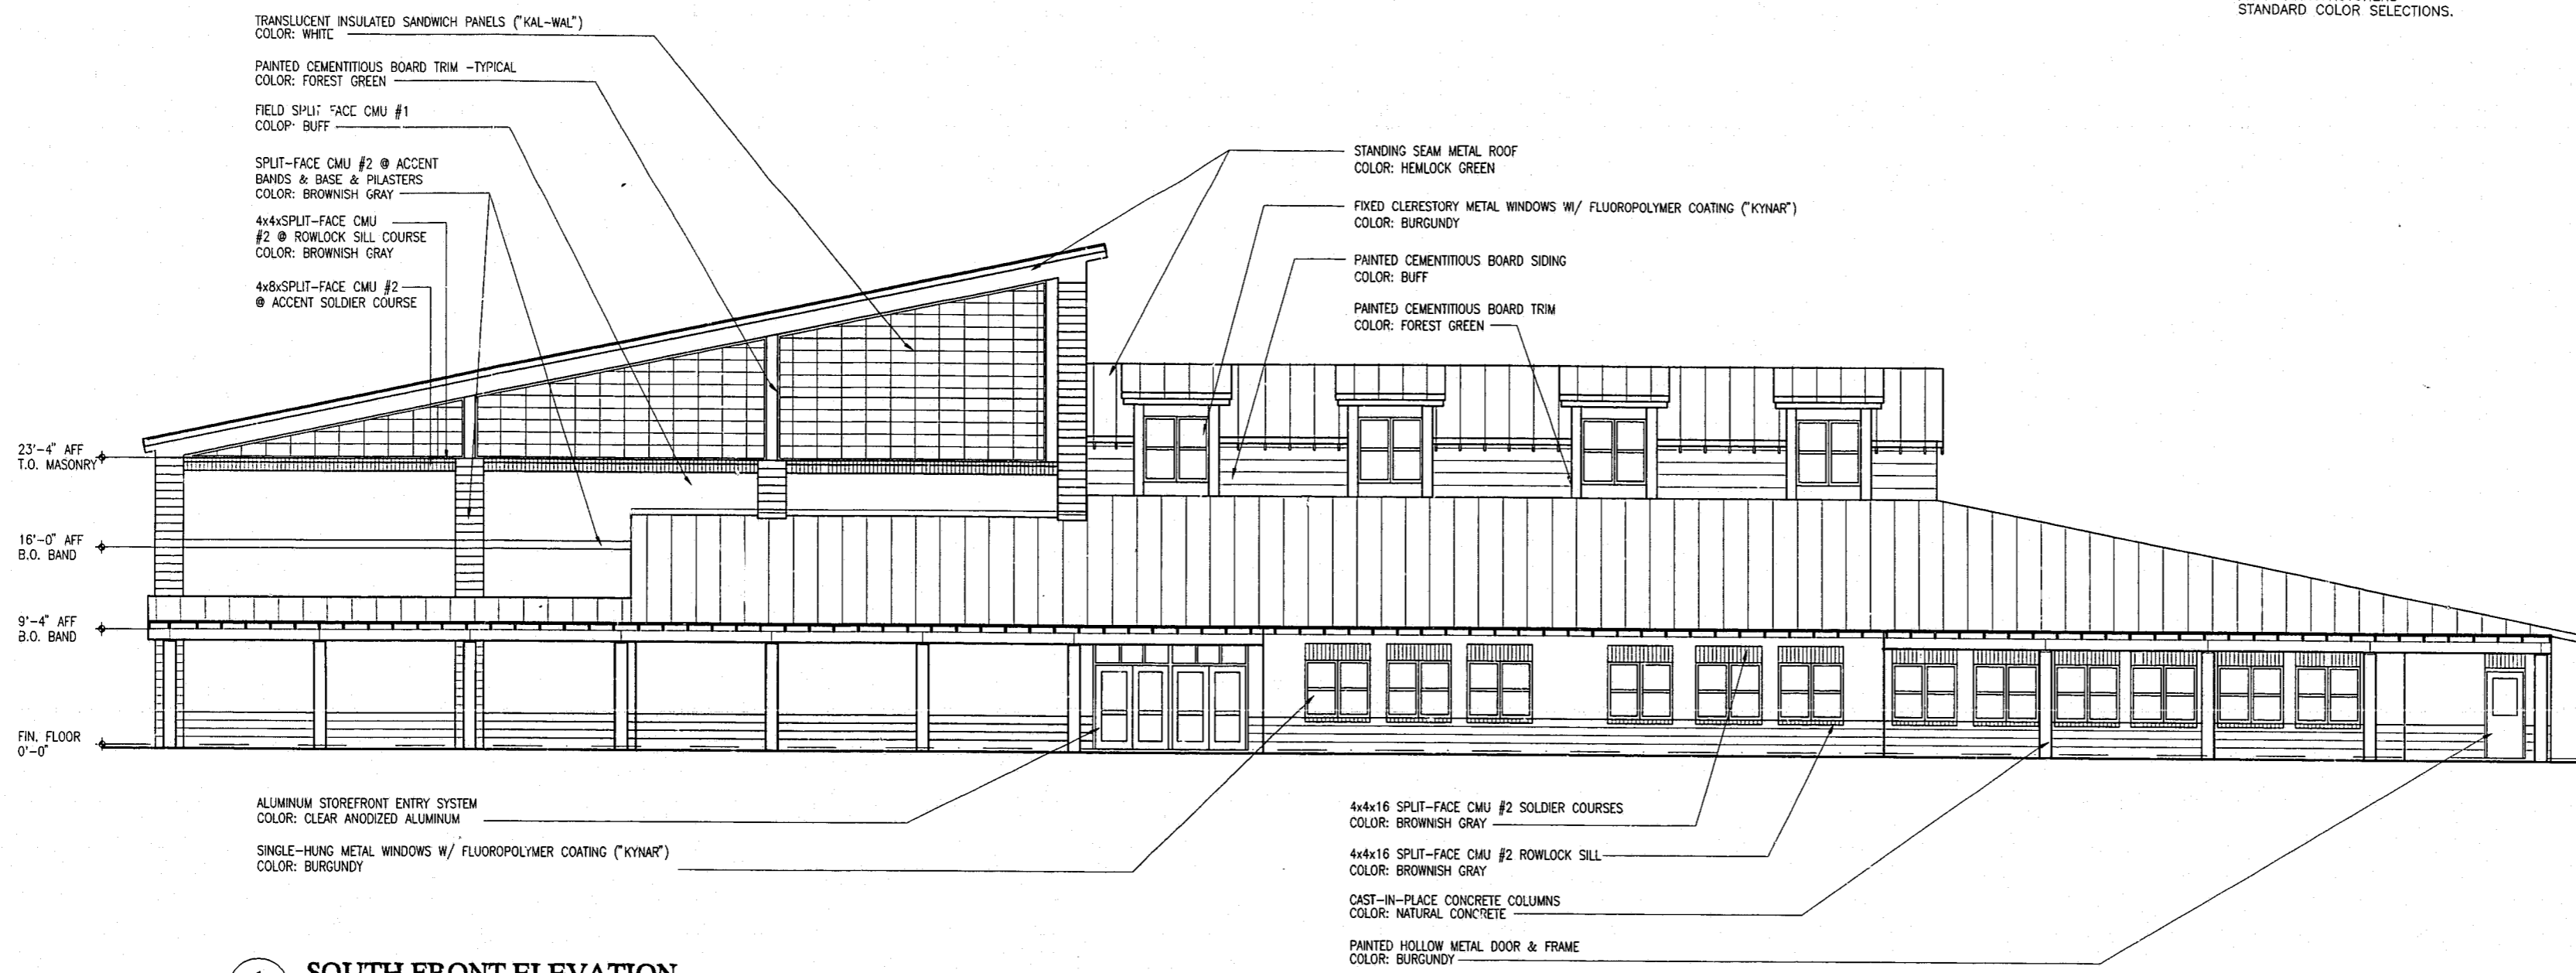 STANDARD COLOR SELECTIONS.
TRANSLUCENT INSULATED SANDWICH PANELS ("KAL-WAL")
COLOR: WHITE
PAINTED CEMENTITIOUS BOARD TRIM -TYPICAL
COLOR: FOREST GREEN
FIELD SPLIT FACE CMU #1
COLOR: BUFF
SPLIT-FACE CMU #2 @ ACCENT
BANDS & BASE & PILASTERS
COLOR: BROWNISH GRAY
4x4xSPLIT-FACE CMU
#2 @ ROWLOCK SILL COURSE
COLOR: BROWNISH GRAY
4x8xSPLIT-FACE CMU #2
@ ACCENT SOLDIER COURSE
STANDING SEAM METAL ROOF
COLOR: HEMLOCK GREEN
FIXED CLERESTORY METAL WINDOWS W/ FLUOROPOLYMER COATING ("KYNAR")
COLOR: BURGUNDY
PAINTED CEMENTITIOUS BOARD SIDING
COLOR: BUFF
PAINTED CEMENTITIOUS BOARD TRIM
COLOR: FOREST GREEN
23'-4" AFF
T.O. MASONRY
16'-0" AFF
B.O. BAND
9'-4" AFF
B.O. BAND
FIN. FLOOR
0'-0"
ALUMINUM STOREFRONT ENTRY SYSTEM
COLOR: CLEAR ANODIZED ALUMINUM
SINGLE-HUNG METAL WINDOWS W/ FLUOROPOLYMER COATING ("KYNAR")
COLOR: BURGUNDY
4x4x16 SPLIT-FACE CMU #2 SOLDIER COURSES
COLOR: BROWNISH GRAY
4x4x16 SPLIT-FACE CMU #2 ROWLOCK SILL
COLOR: BROWNISH GRAY
CAST-IN-PLACE CONCRETE COLUMNS
COLOR: NATURAL CONCRETE
PAINTED HOLLOW METAL DOOR & FRAME
COLOR: BURGUNDY
SOUTH FRONT ELEVATION